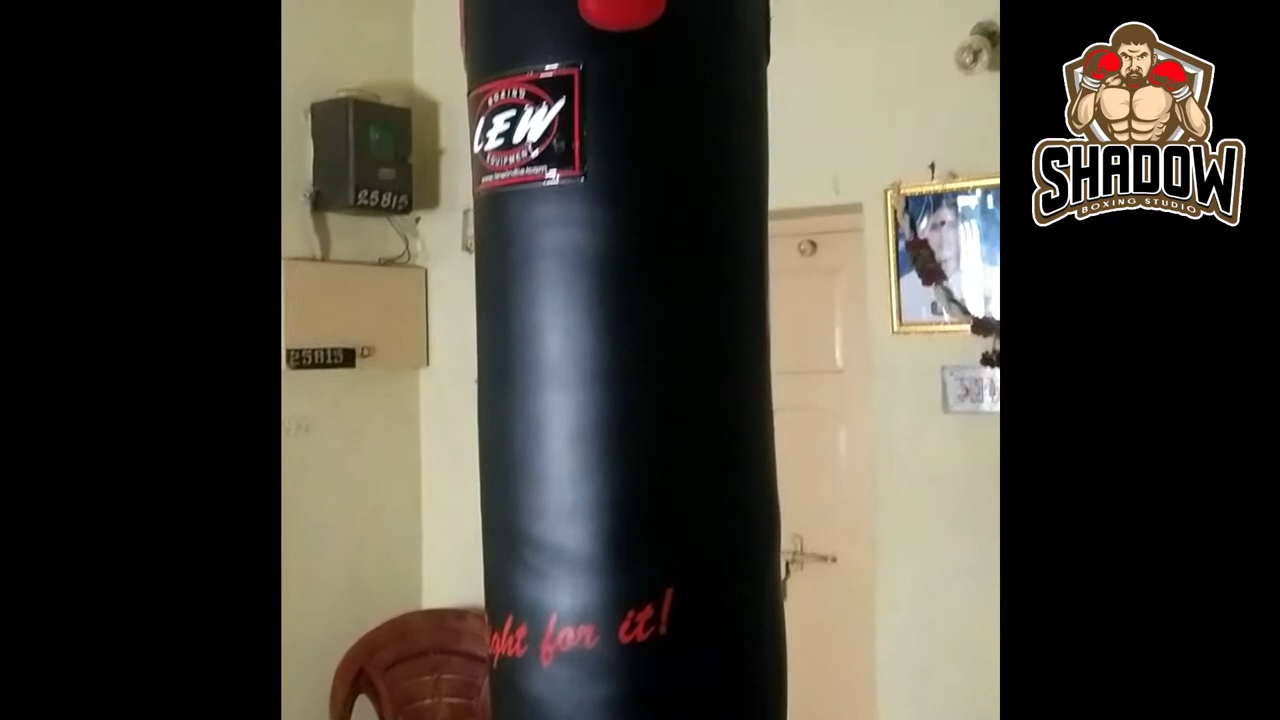 BOXING
LEW
EQUIPMENT
25815
25815
ght for it!
SHADOW
BOXING STUDIO